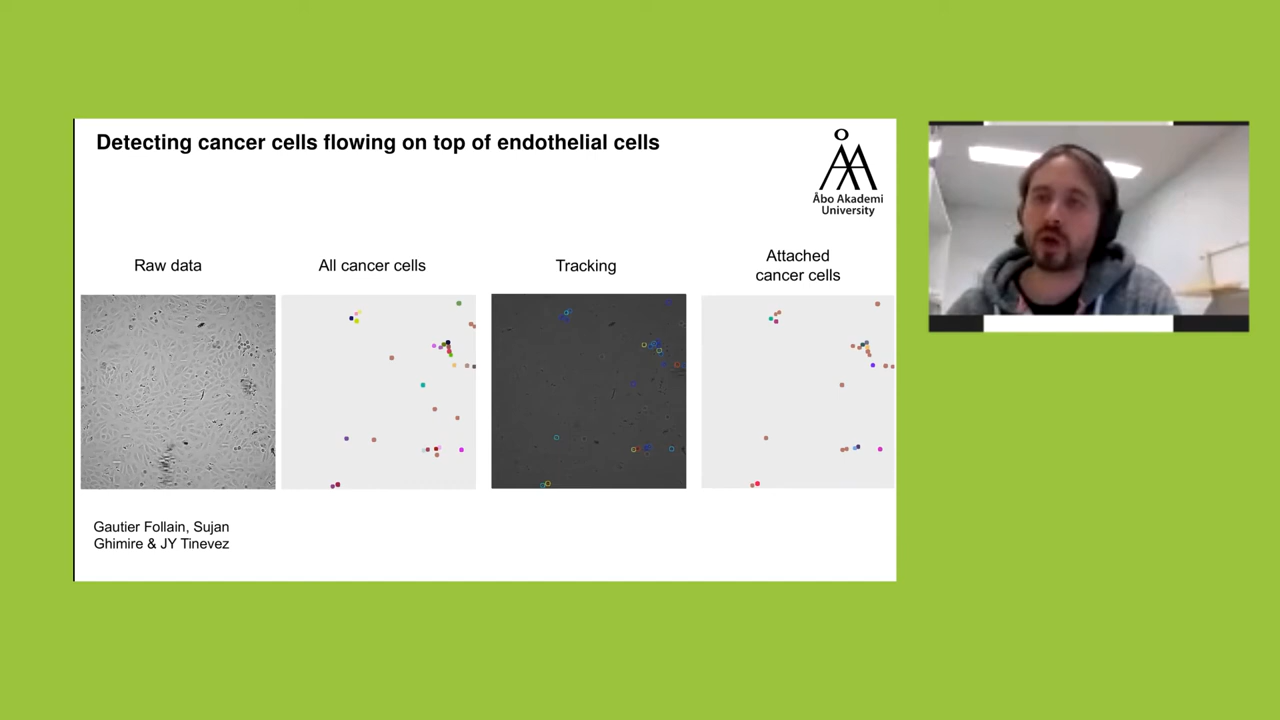 Detecting cancer cells flowing on top of endothelial cells
Åbo Akademi
University
Raw data
All cancer cells
Tracking
Attached
cancer cells
Gautier Follain, Sujan
Ghimire & JY Tinevez